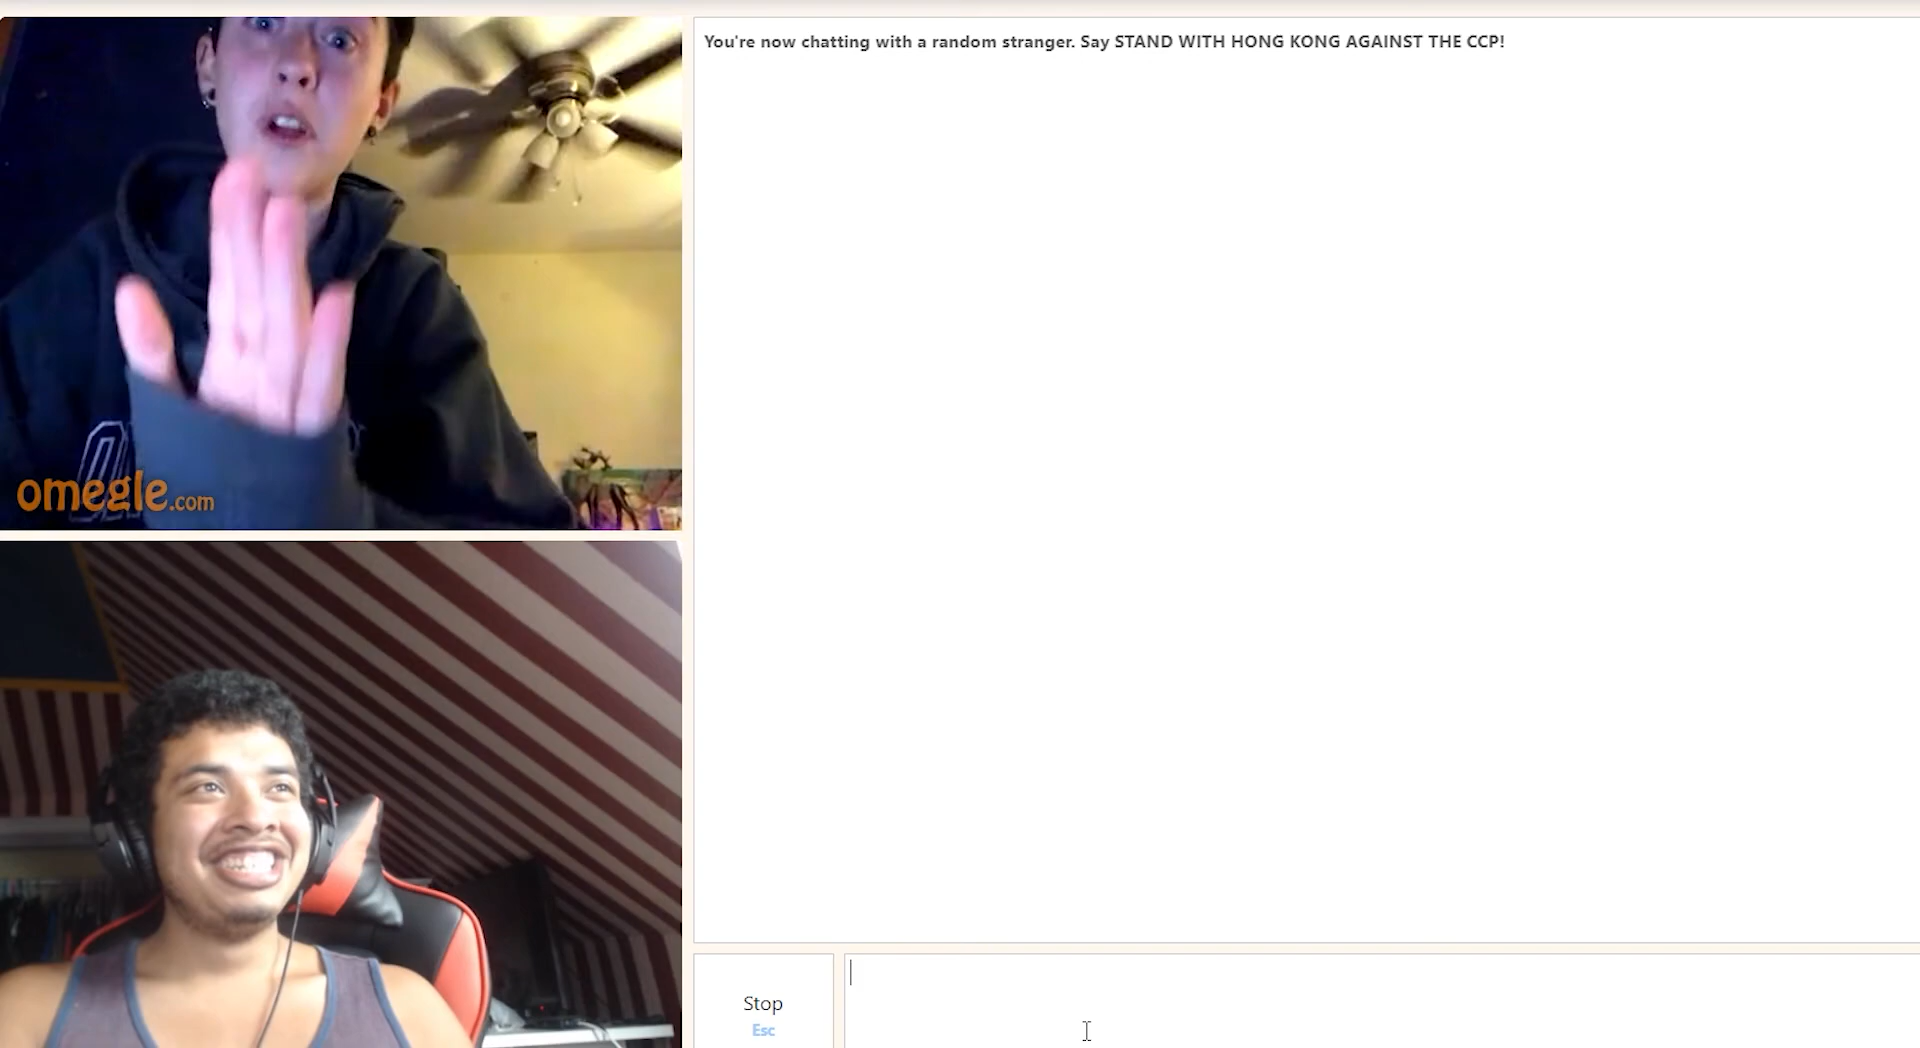 You're now chatting with a random stranger. Say STAND WITH HONG KONG AGAINST THE CCP!
omegle.com
Stop
Esc